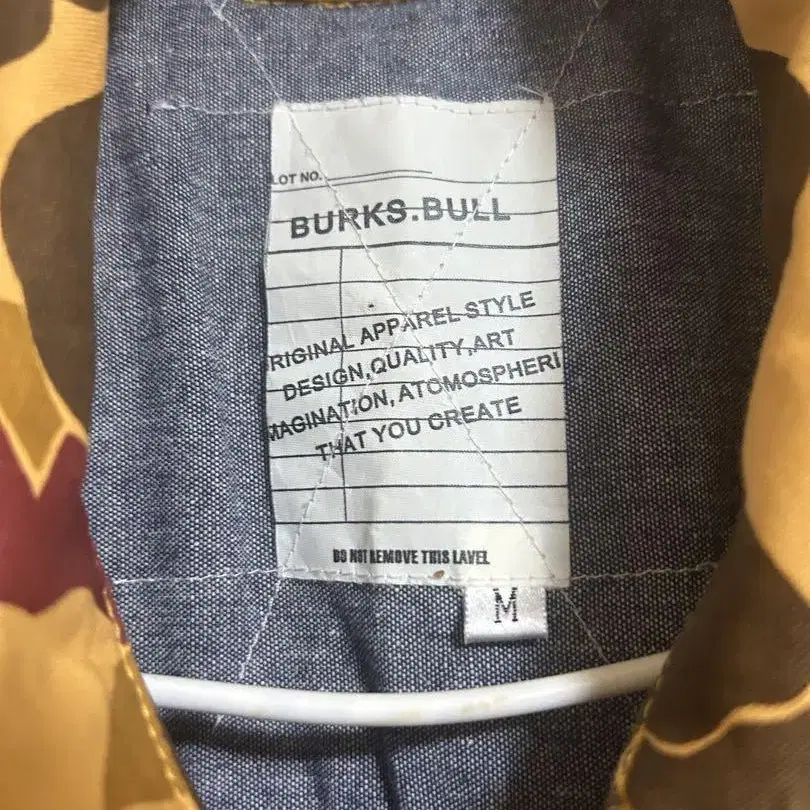 LOT NO.
BURKS.BULL
RIGINAL APPAREL STYLE
DESIGN,QUALITY,ART
MAGINATION, ATOMOSPHERI
THAT YOU CREATE
DO NOT REMOVE THIS LAVEL
M